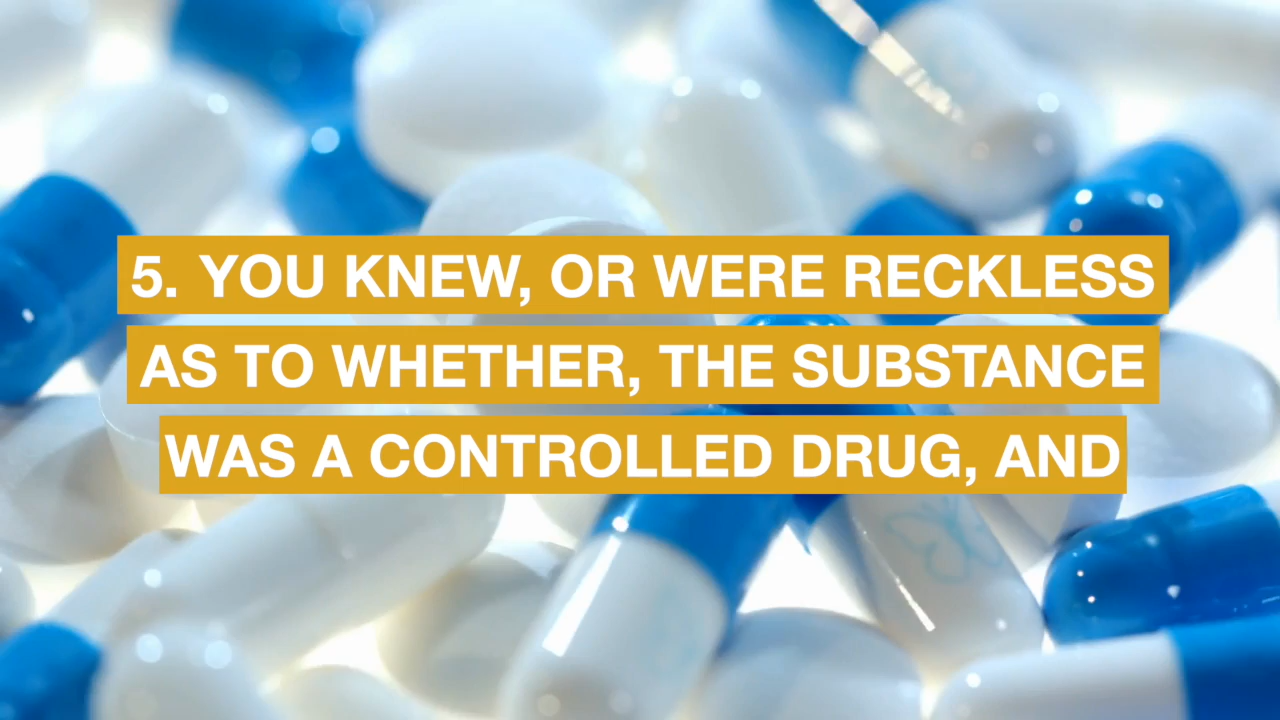 5. YOU KNEW, OR WERE RECKLESS
AS TO WHETHER, THE SUBSTANCE
WAS A CONTROLLED DRUG, AND